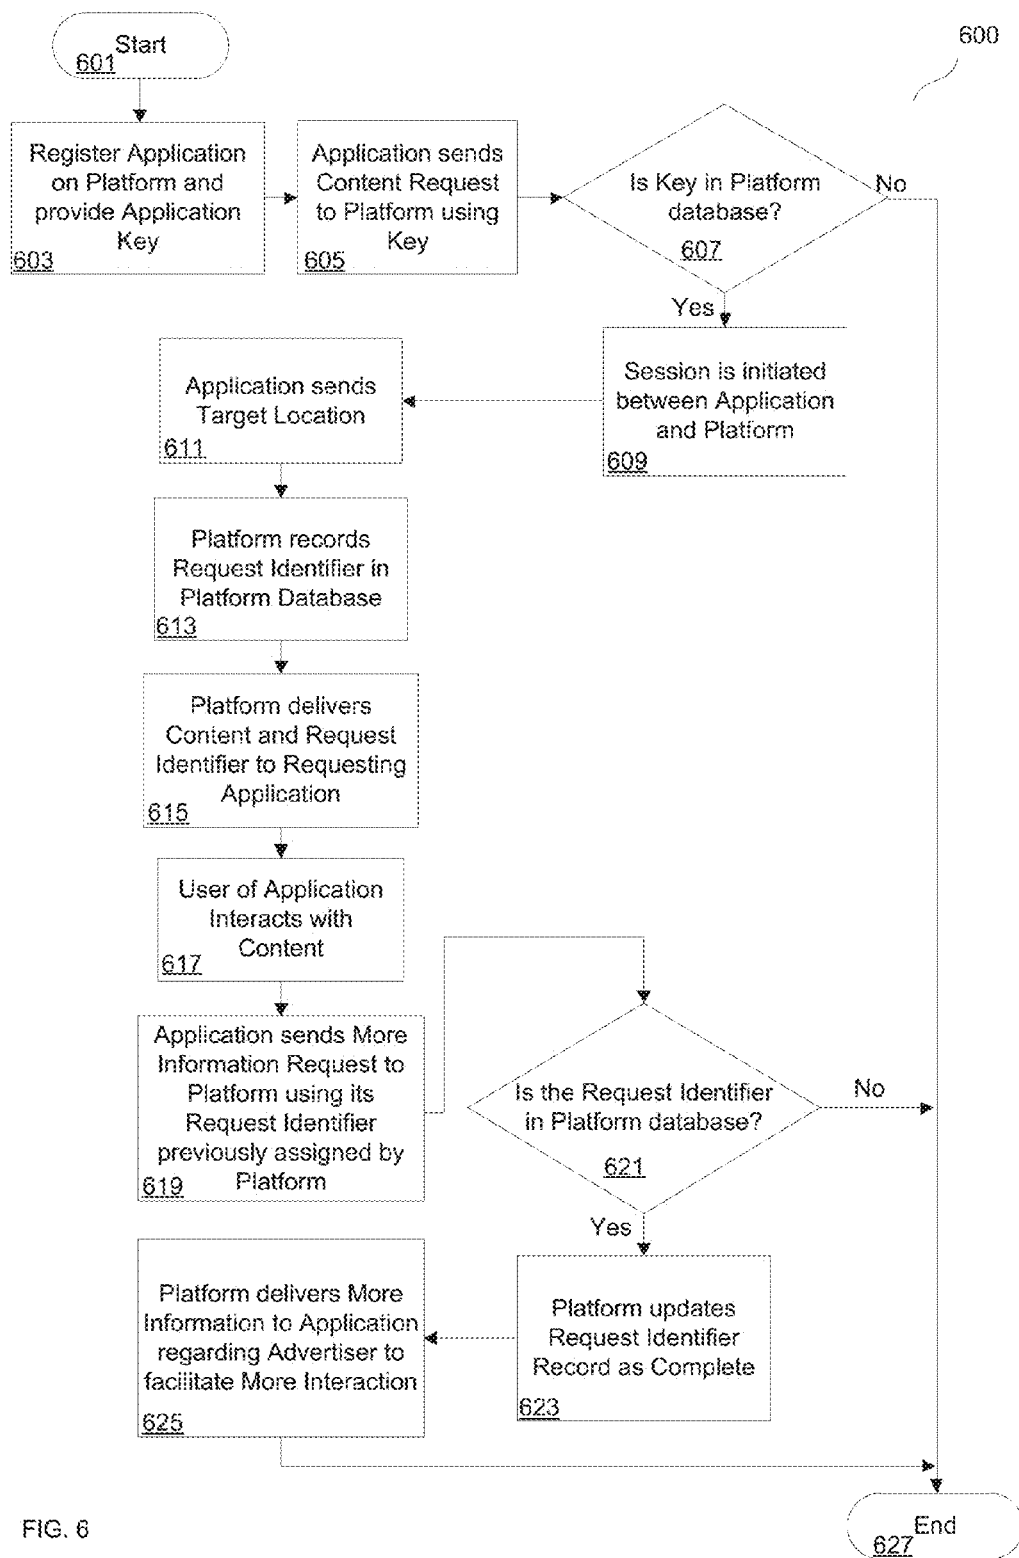 600
Start
601
Register Application
on Platform and
provide Application
Key
603
Application sends
Content Request
to Platform using
Key
605
Is Key in Platform
database?
607
No
Yes
Session is initiated
between Application
and Platform
609
Application sends
Target Location
611
Platform records
Request Identifier in
Platform Database
613
Platform delivers
Content and Request
Identifier to Requesting
Application
615
User of Application
Interacts with
Content
617
Application sends More
Information Request to
Platform using its
Request Identifier
previously assigned by
Platform
619
Is the Request Identifier
in Platform database?
621
No
Yes
Platform updates
Request Identifier
Record as Complete
623
Platform delivers More
Information to Application
regarding Advertiser to
facilitate More Interaction
625
End
627
FIG. 6